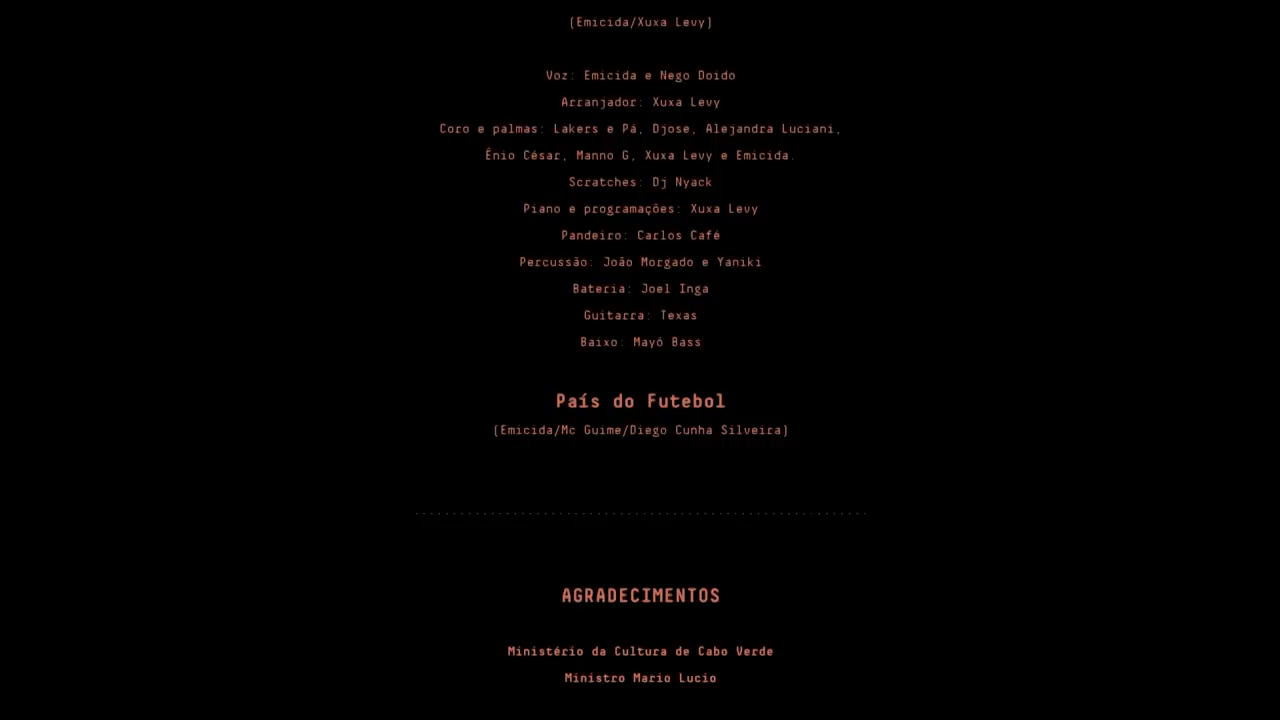 (Emicida/Xuxa Levy)
Voz: Emicida e Nego Doido
Arranjador: Xuxa Levy
Coro e palmas: Lakers e Pá, Djose, Alejandra Luciani,
Ênio César, Manno G, Xuxa Levy e Emicida.
Scratches: Dj Nyack
Piano e programações: Xuxa Levy
Pandeiro: Carlos Café
Percussão: João Morgado e Yaniki
Bateria: Joel Inga
Guitarra: Texas
Baixo: Mayó Bass
País do Futebol
(Emicida/Mc Guime/Diego Cunha Silveira)
AGRADECIMENTOS
Ministério da Cultura de Cabo Verde
Ministro Mario Lucio